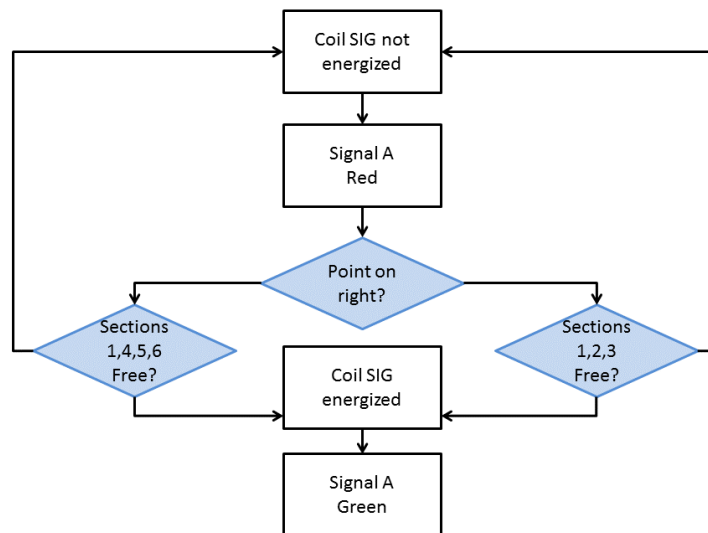 Coil SIG not
energized
Signal A
Red
Point on
right?
Sections
1,4,5,6
Free?
Sections
1,2,3
Free?
Coil SIG
energized
Signal A
Green